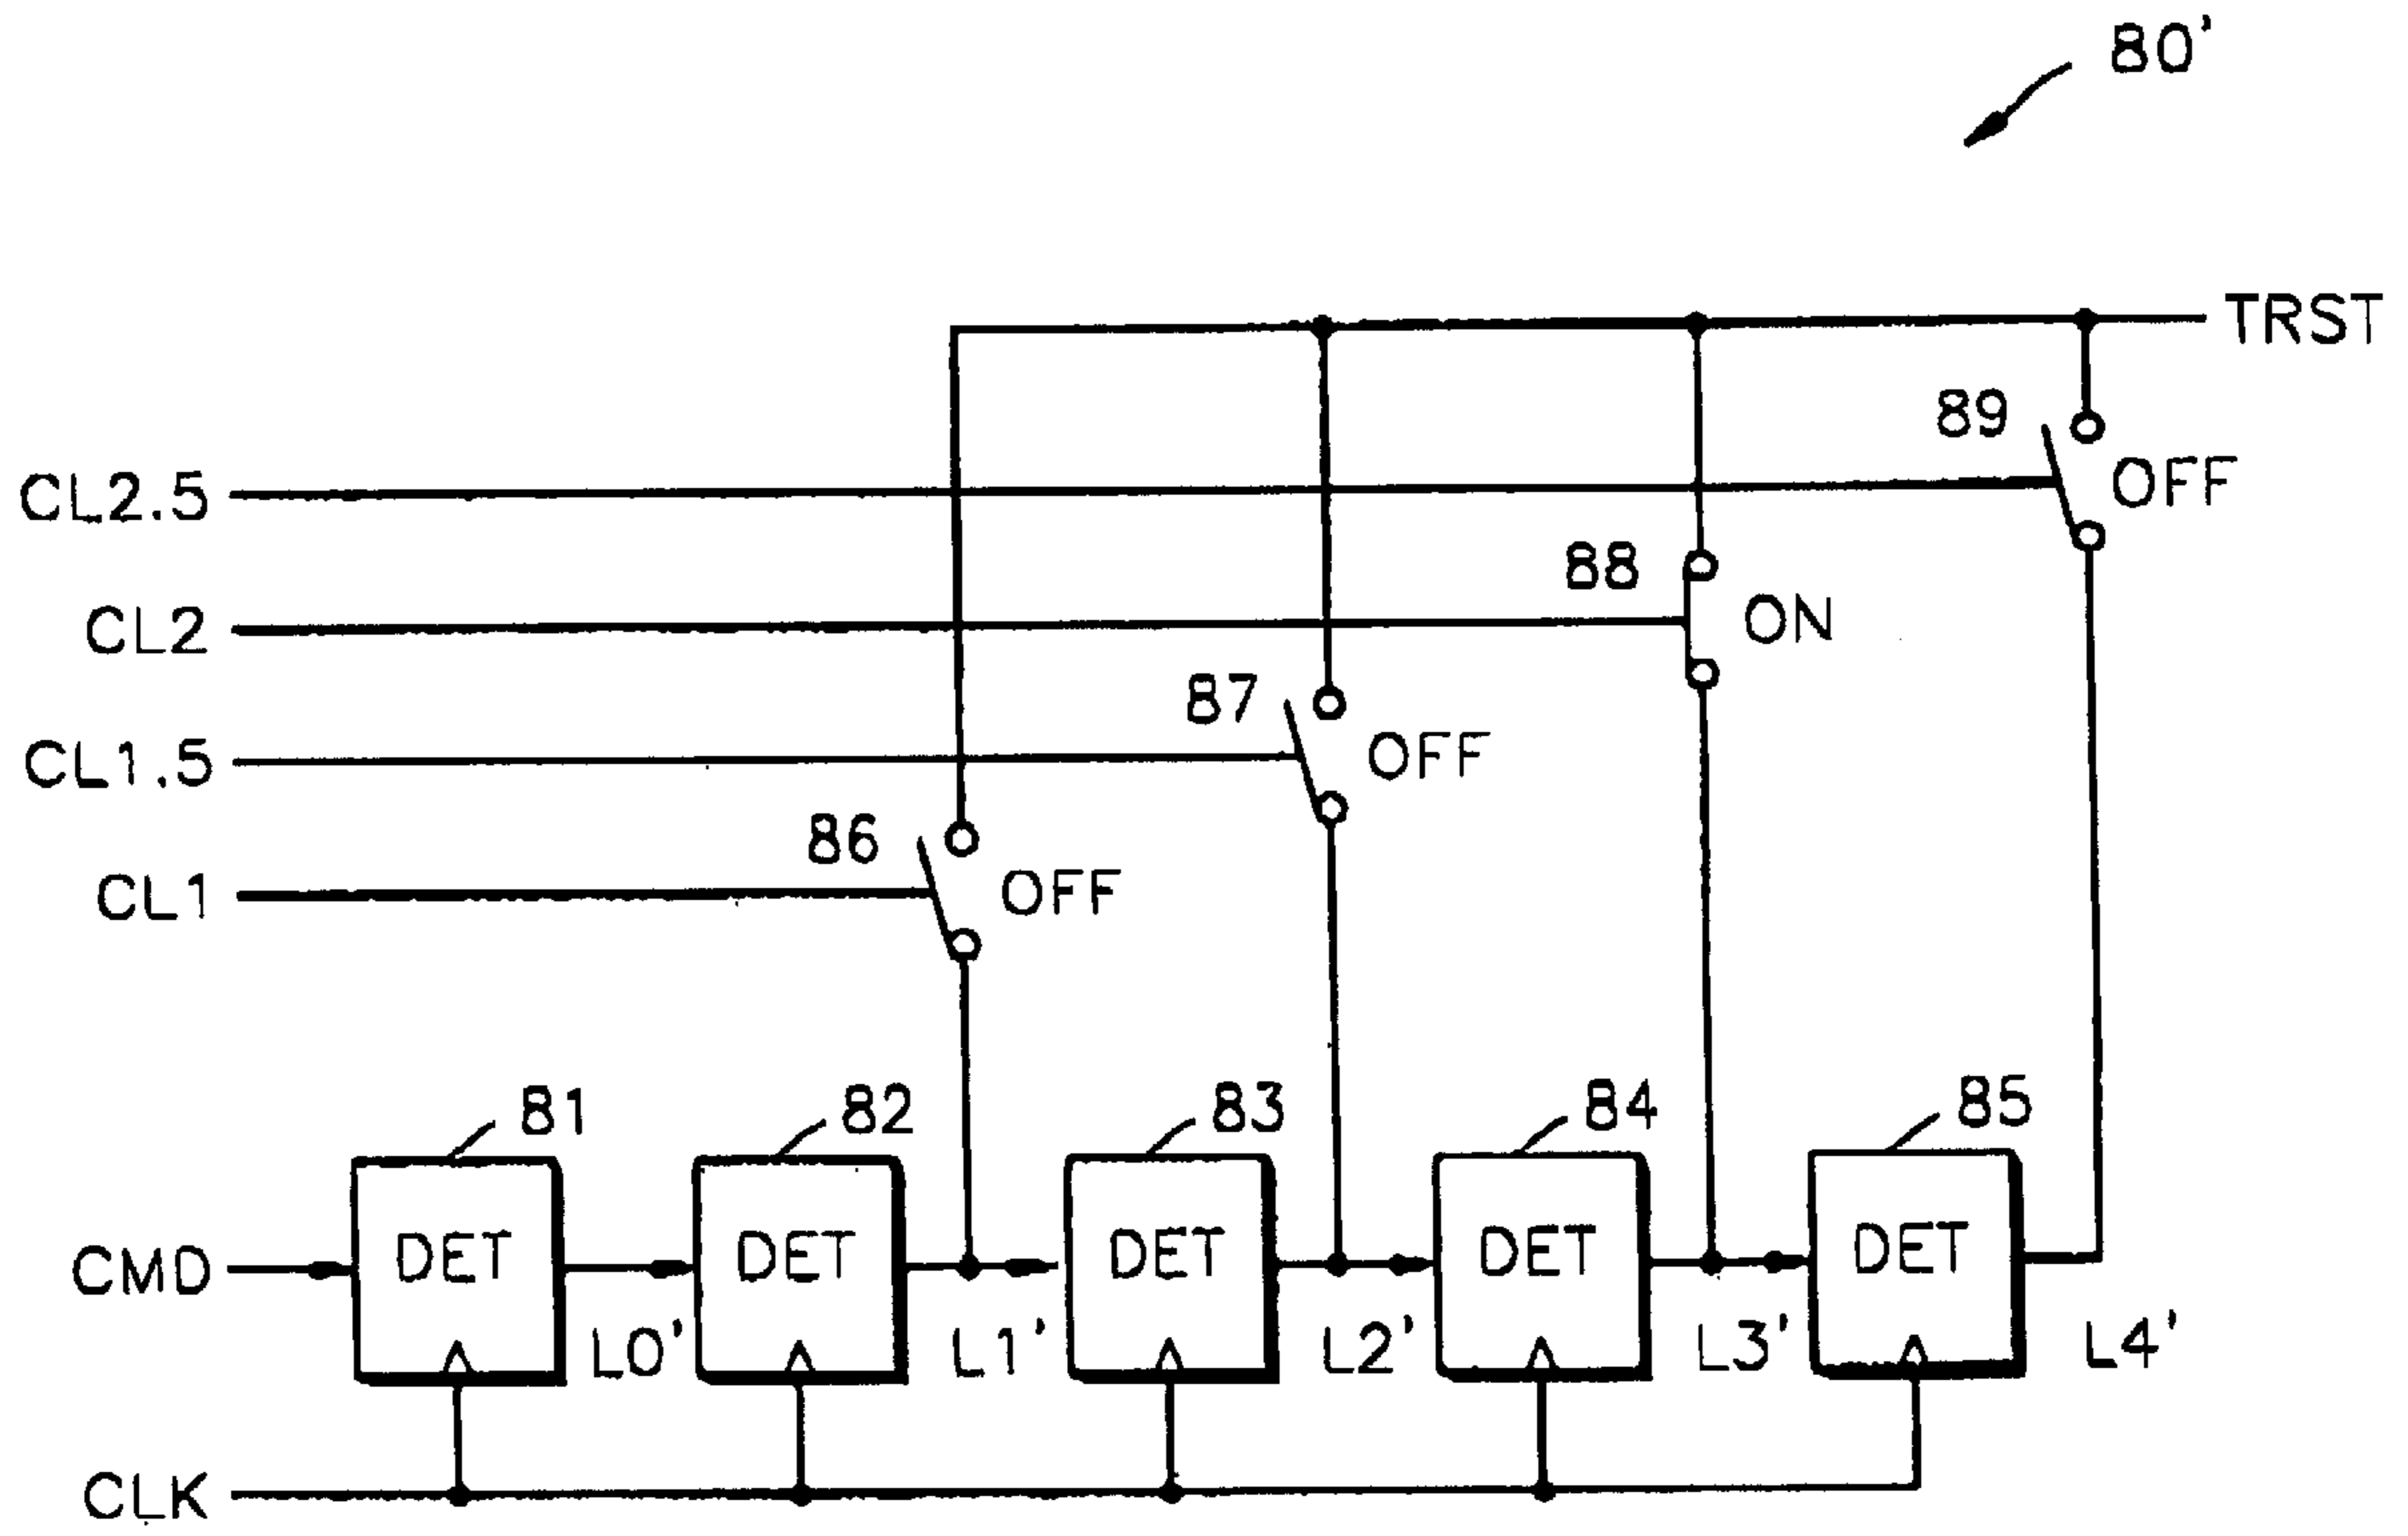 80'
TRST
89
CL2.5
OFF
88
CL2
ON
87
CL1.5
OFF
86
CL1
OFF
81
82
83
84
85
CMD
DET
DET
DET
DET
DET
L0'
L1'
L2'
L3'
L4'
CLK